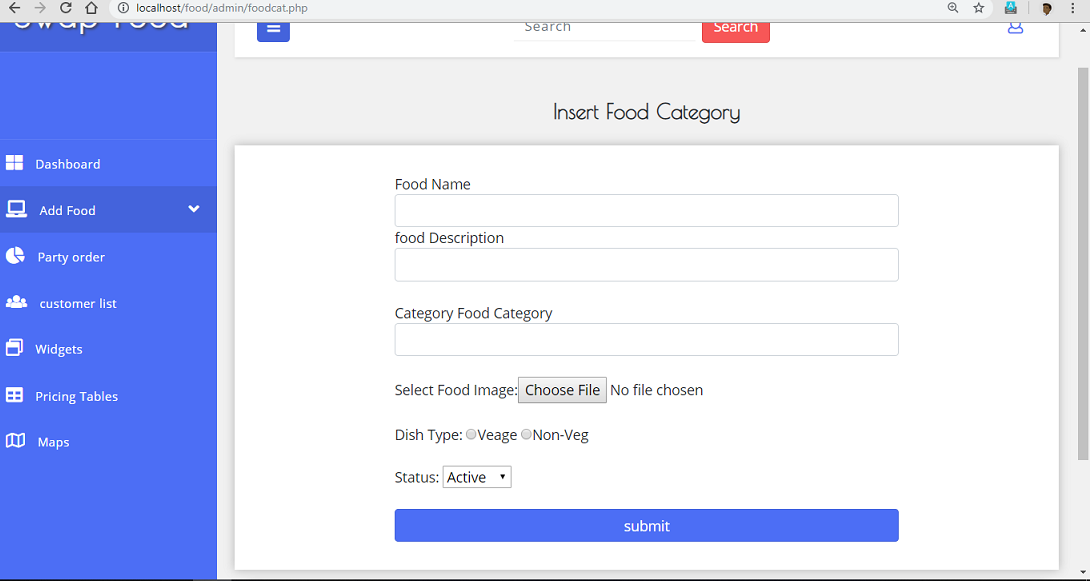 localhost/food/admin/foodcat.php
Swap Food
Search
Search
Insert Food Category
Dashboard
Add Food
Party order
customer list
Widgets
Pricing Tables
Maps
Food Name
food Description
Category Food Category
Select Food Image: Choose File No file chosen
Dish Type: Veage Non-Veg
Status: Active
submit